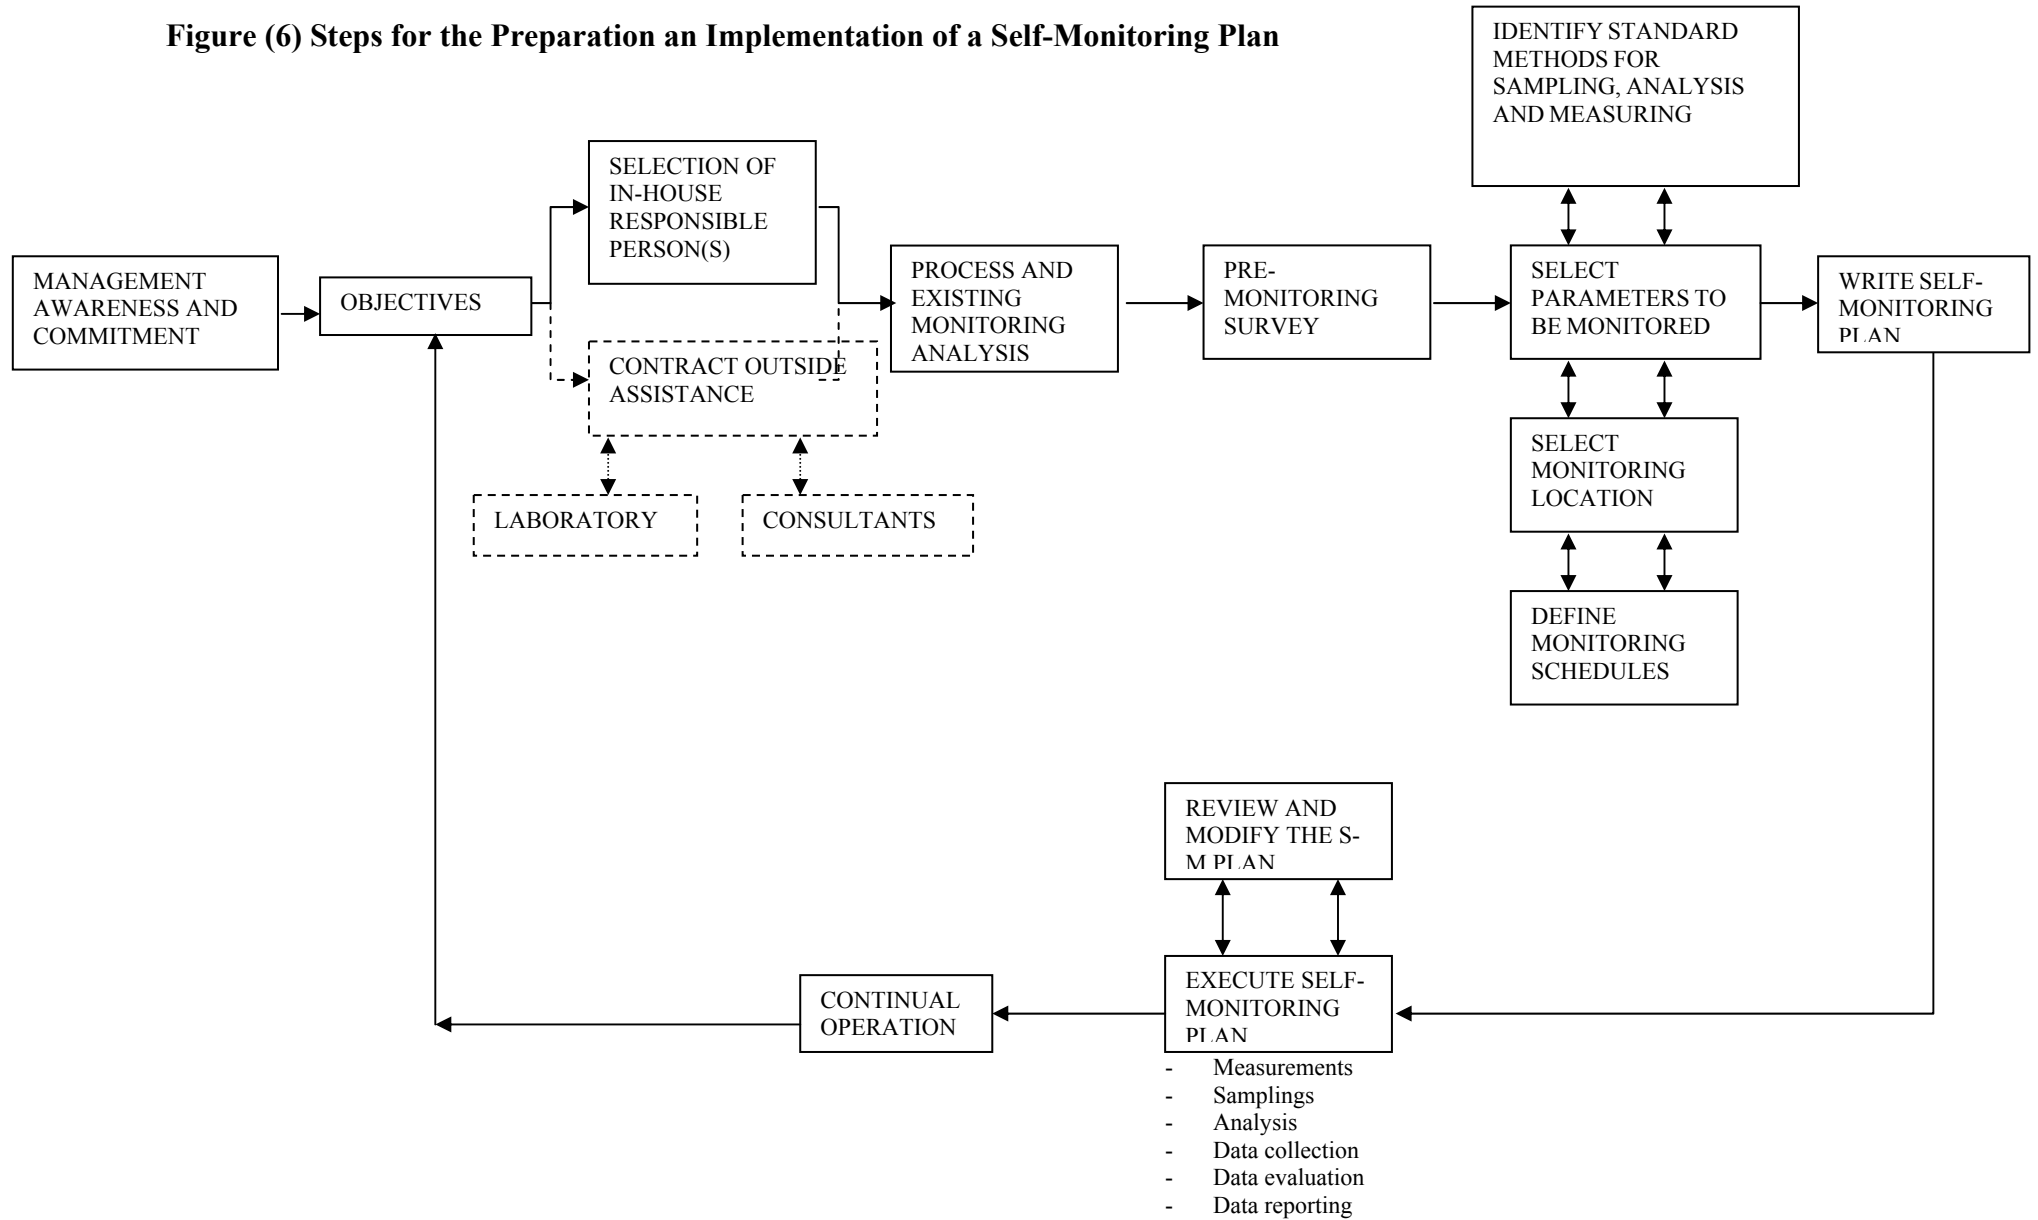 Figure (6) Steps for the Preparation an Implementation of a Self-Monitoring Plan
IDENTIFY STANDARD
METHODS FOR
SAMPLING, ANALYSIS
AND MEASURING
SELECTION OF
IN-HOUSE
RESPONSIBLE
PERSON(S)
MANAGEMENT
AWARENESS AND
COMMITMENT
OBJECTIVES
CONTRACT OUTSIDE
ASSISTANCE
LABORATORY
CONSULTANTS
PROCESS AND
EXISTING
MONITORING
ANALYSIS
PRE-
MONITORING
SURVEY
SELECT
PARAMETERS TO
BE MONITORED
WRITE SELF-
MONITORING
PLAN
SELECT
MONITORING
LOCATION
DEFINE
MONITORING
SCHEDULES
REVIEW AND
MODIFY THE S-
M PLAN
EXECUTE SELF-
MONITORING
PLAN
CONTINUAL
OPERATION
- Measurements
- Samplings
- Analysis
- Data collection
- Data evaluation
- Data reporting